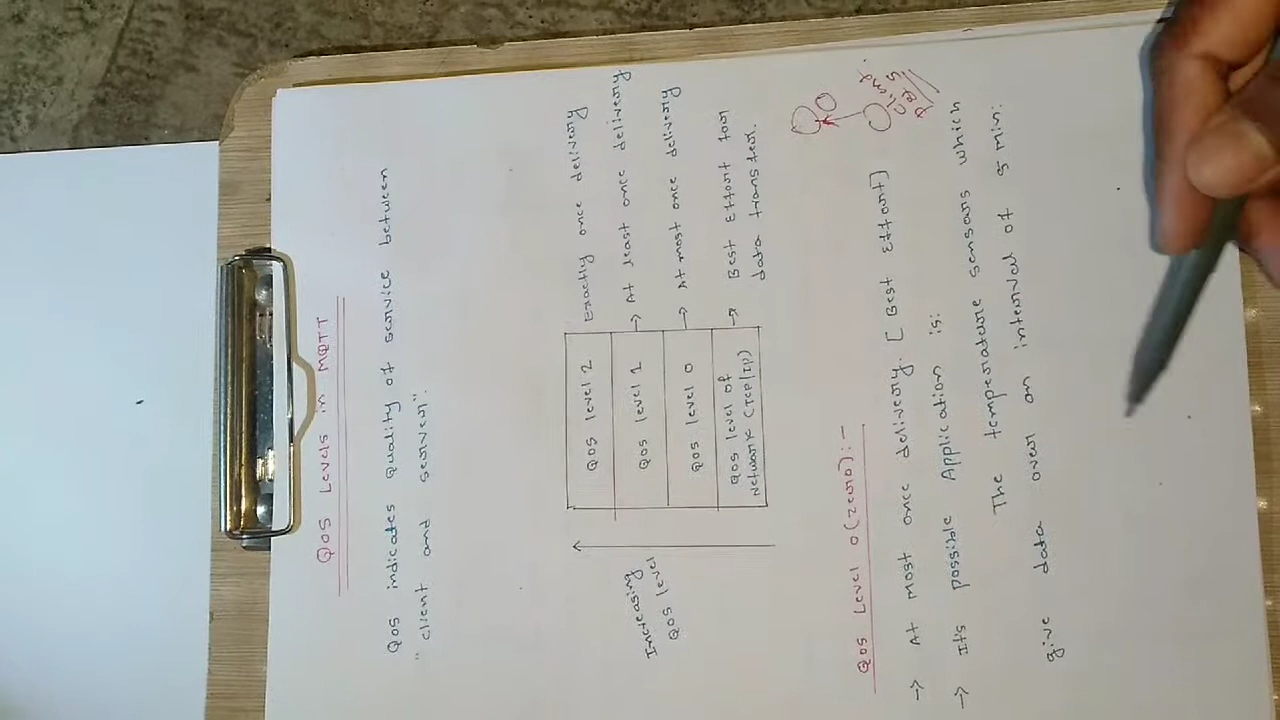 QOS Levels in MQTT
QOS indicates quality of service between
"client and server".
Increasing
QOS level
QOS level 2 Exactly once delivery
QOS level 1 → At least once delivery
QOS level 0 → At most once delivery
QOS level of
Network (TCP/IP) → Best Effort for
data transfer.
QOS Level 0(zero):-
→ At most once delivery. [Best Effort]
→ It's possible Application is:
The temperature sensors which
give data over an interval of 5 min:
client